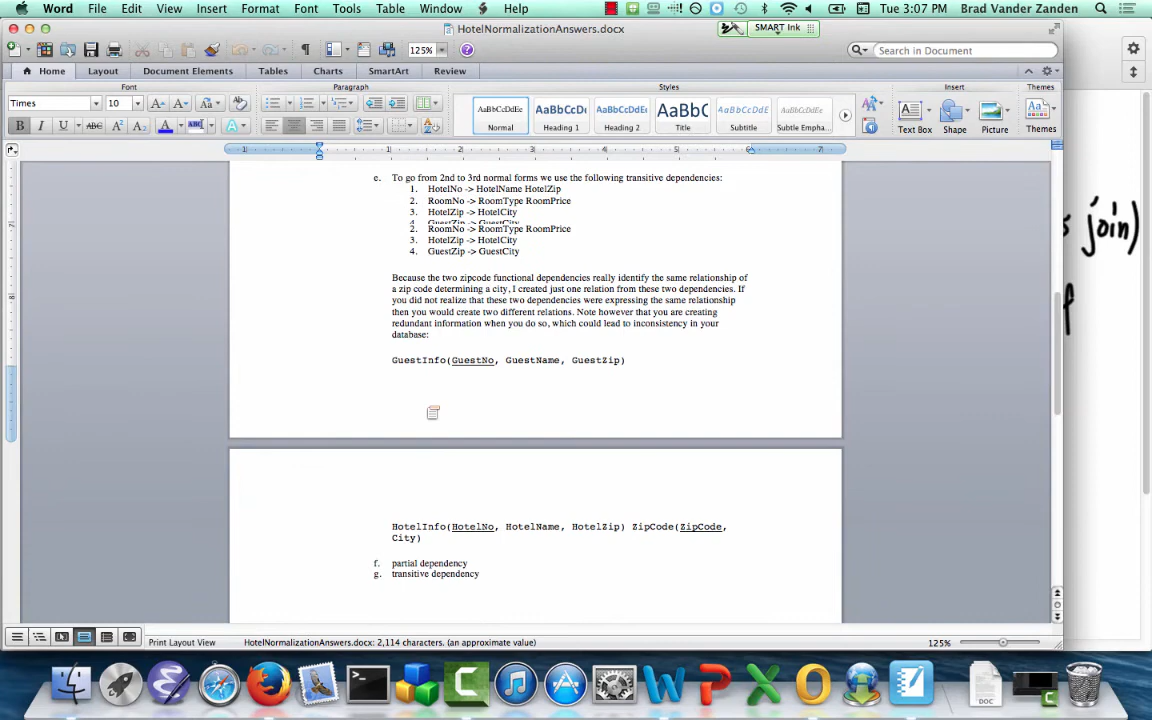 Word File Edit View Insert Format Font Tools Table Window Help Tue 3:07 PM Brad Vander Zanden
HotelNormalizationAnswers.docx
SMART Ink
125%
Search in Document
Home Layout Document Elements Tables Charts SmartArt Review
Font Paragraph Styles Insert Themes
Times 10
AaBbCcDdEe AaBbCcDc AaBbCcDdEe AaBbC AaBbCcDdE AaBbCcDdEe
Normal Heading 1 Heading 2 Title Subtitle Subtle Empha...
Text Box Shape Picture Themes
e. To go from 2nd to 3rd normal forms we use the following transitive dependencies:
1. HotelNo -> HotelName HotelZip
2. RoomNo -> RoomType RoomPrice
3. HotelZip -> HotelCity
4. GuestZip -> GuestCity
2. RoomNo -> RoomType RoomPrice
3. HotelZip -> HotelCity
4. GuestZip -> GuestCity
Because the two zipcode functional dependencies really identify the same relationship of
a zip code determining a city, I created just one relation from these two dependencies. If
you did not realize that these two dependencies were expressing the same relationship
then you would create two different relations. Note however that you are creating
redundant information when you do so, which could lead to inconsistency in your
database:
GuestInfo(GuestNo, GuestName, GuestZip)
HotelInfo(HotelNo, HotelName, HotelZip) ZipCode(ZipCode,
City)
f. partial dependency
g. transitive dependency
join)
Print Layout View HotelNormalizationAnswers.docx: 2,114 characters. (an approximate value) 125%
DOC